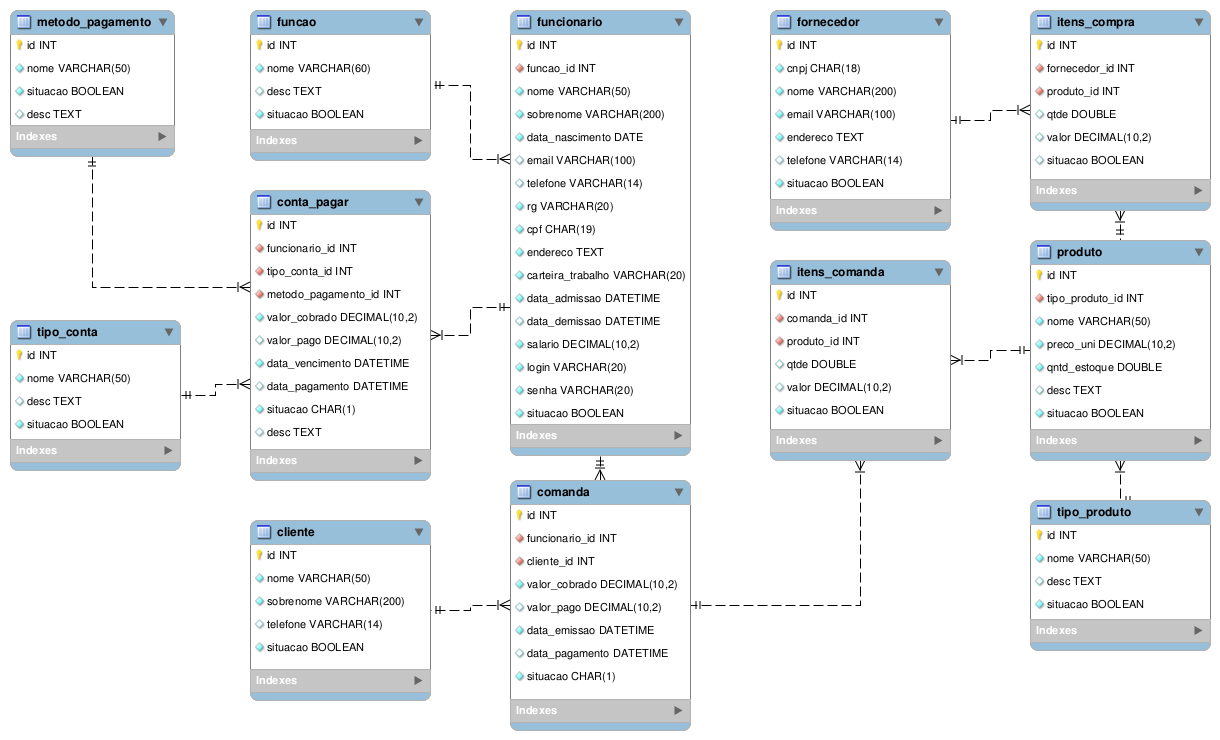 metodo_pagamento
id INT
nome VARCHAR(50)
situacao BOOLEAN
desc TEXT
Indexes
funcao
id INT
nome VARCHAR(60)
desc TEXT
situacao BOOLEAN
Indexes
funcionario
id INT
funcao_id INT
nome VARCHAR(50)
sobrenome VARCHAR(200)
data_nascimento DATE
email VARCHAR(100)
telefone VARCHAR(14)
rg VARCHAR(20)
cpf CHAR(19)
endereco TEXT
carteira_trabalho VARCHAR(20)
data_admissao DATETIME
data_demissao DATETIME
salario DECIMAL(10,2)
login VARCHAR(20)
senha VARCHAR(20)
situacao BOOLEAN
Indexes
fornecedor
id INT
cnpj CHAR(18)
nome VARCHAR(200)
email VARCHAR(100)
endereco TEXT
telefone VARCHAR(14)
situacao BOOLEAN
Indexes
itens_compra
id INT
fornecedor_id INT
produto_id INT
qtde DOUBLE
valor DECIMAL(10,2)
situacao BOOLEAN
Indexes
conta_pagar
id INT
funcionario_id INT
tipo_conta_id INT
metodo_pagamento_id INT
valor_cobrado DECIMAL(10,2)
valor_pago DECIMAL(10,2)
data_vencimento DATETIME
data_pagamento DATETIME
situacao CHAR(1)
desc TEXT
Indexes
tipo_conta
id INT
nome VARCHAR(50)
desc TEXT
situacao BOOLEAN
Indexes
itens_comanda
id INT
comanda_id INT
produto_id INT
qtde DOUBLE
valor DECIMAL(10,2)
situacao BOOLEAN
Indexes
produto
id INT
tipo_produto_id INT
nome VARCHAR(50)
preco_uni DECIMAL(10,2)
qntd_estoque DOUBLE
desc TEXT
situacao BOOLEAN
Indexes
cliente
id INT
nome VARCHAR(50)
sobrenome VARCHAR(200)
telefone VARCHAR(14)
situacao BOOLEAN
Indexes
comanda
id INT
funcionario_id INT
cliente_id INT
valor_cobrado DECIMAL(10,2)
valor_pago DECIMAL(10,2)
data_emissao DATETIME
data_pagamento DATETIME
situacao CHAR(1)
Indexes
tipo_produto
id INT
nome VARCHAR(50)
desc TEXT
situacao BOOLEAN
Indexes